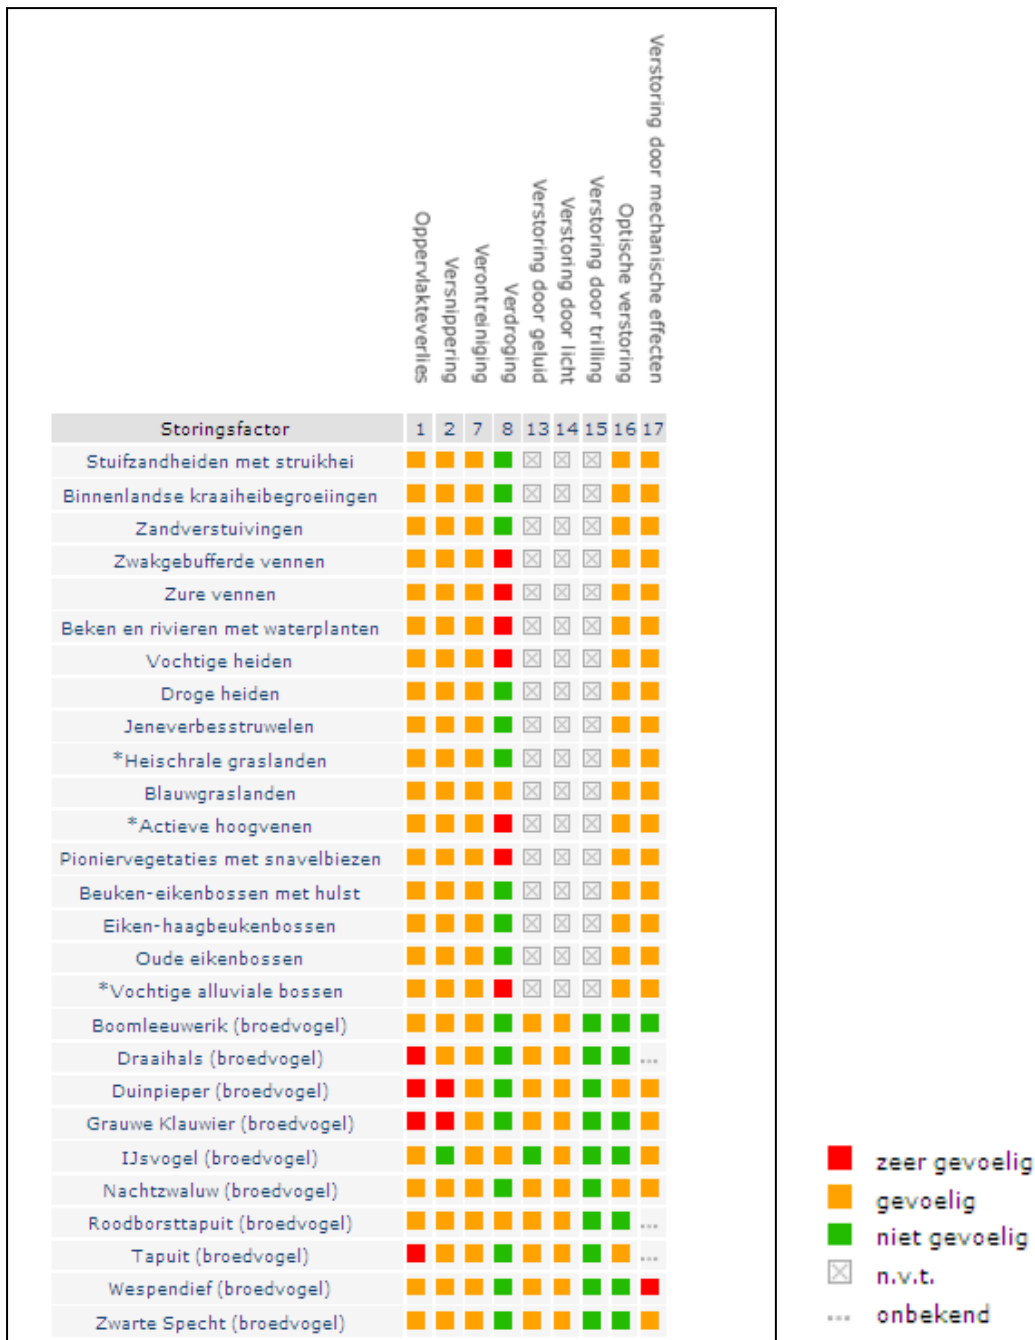 Oppervlakteverlies
Versnippering
Verontreiniging
Verdroging
Verstoring door geluid
Verstoring door licht
Verstoring door trilling
Optische verstoring
Verstoring door mechanische effecten
Storingsfactor 1 2 7 8 13 14 15 16 17
Stuifzandheiden met struikhei
Binnenlandse kraaiheibegroeiingen
Zandverstuivingen
Zwakgebufferde vennen
Zure vennen
Beken en rivieren met waterplanten
Vochtige heiden
Droge heiden
Jeneverbesstruwelen
*Heischrale graslanden
Blauwgraslanden
*Actieve hoogvenen
Pioniervegetaties met snavelbiezen
Beuken-eikenbossen met hulst
Eiken-haagbeukenbossen
Oude eikenbossen
*Vochtige alluviale bossen
Boomleeuwerik (broedvogel)
Draaihals (broedvogel) ...
Duinpieper (broedvogel)
Grauwe Klauwier (broedvogel)
IJsvogel (broedvogel)
Nachtzwaluw (broedvogel)
Roodborsttapuit (broedvogel) ...
Tapuit (broedvogel) ...
Wespendief (broedvogel)
Zwarte Specht (broedvogel)
zeer gevoelig
gevoelig
niet gevoelig
n.v.t.
... onbekend